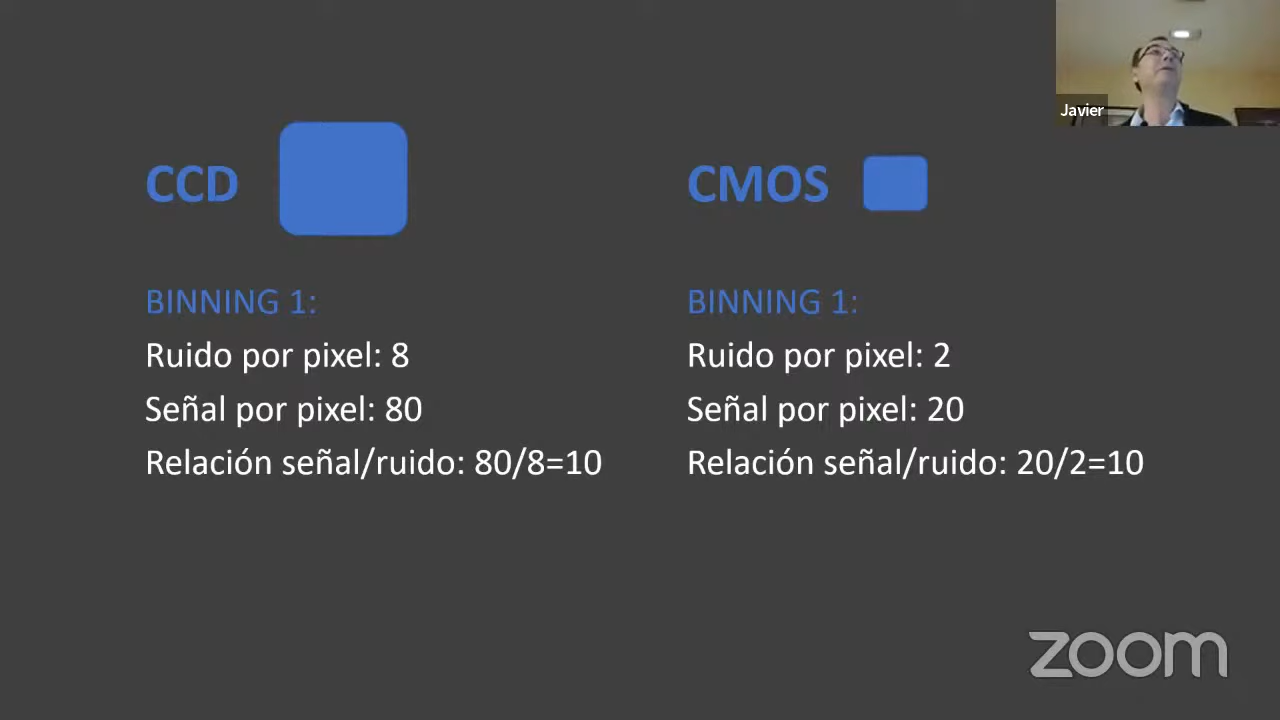 Javier
CCD
BINNING 1:
Ruido por pixel: 8
Señal por pixel: 80
Relación señal/ruido: 80/8=10
CMOS
BINNING 1:
Ruido por pixel: 2
Señal por pixel: 20
Relación señal/ruido: 20/2=10
zoom